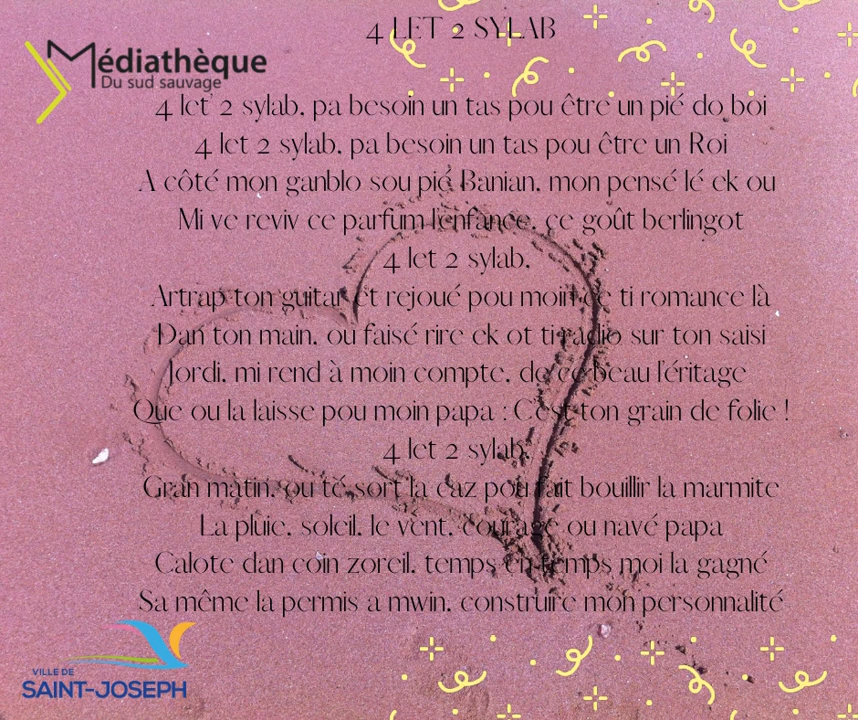 4 LET 2 SYLAB
Médiathèque
Du sud sauvage
4 let 2 sylab, pa besoin un tas pou être un pié do boi
4 let 2 sylab, pa besoin un tas pou être un Roi
A côté mon ganblo sou pié Banian, mon pensé lé ek ou
Mi ve reviv ce parfum l'enfance, ce goût berlingot
4 let 2 sylab,
Artrap ton guitar et rejoué pou moin ce ti romance là
Dan ton main, ou faisé rire ek ot ti radio sur ton saisi
Jordi, mi rend à moin compte, de ce beau l'éritage
Que ou la laisse pou moin papa : C'est ton grain de folie !
4 let 2 sylab,
Gran matin, ou té sort la caz pou fait bouillir la marmite
La pluie, soleil, le vent, courage ou navé papa
Calote dan coin zoreil, temps en temps moi la gagné
Sa même la permis a mwin, construire mon personnalité
VILLE DE
SAINT-JOSEPH